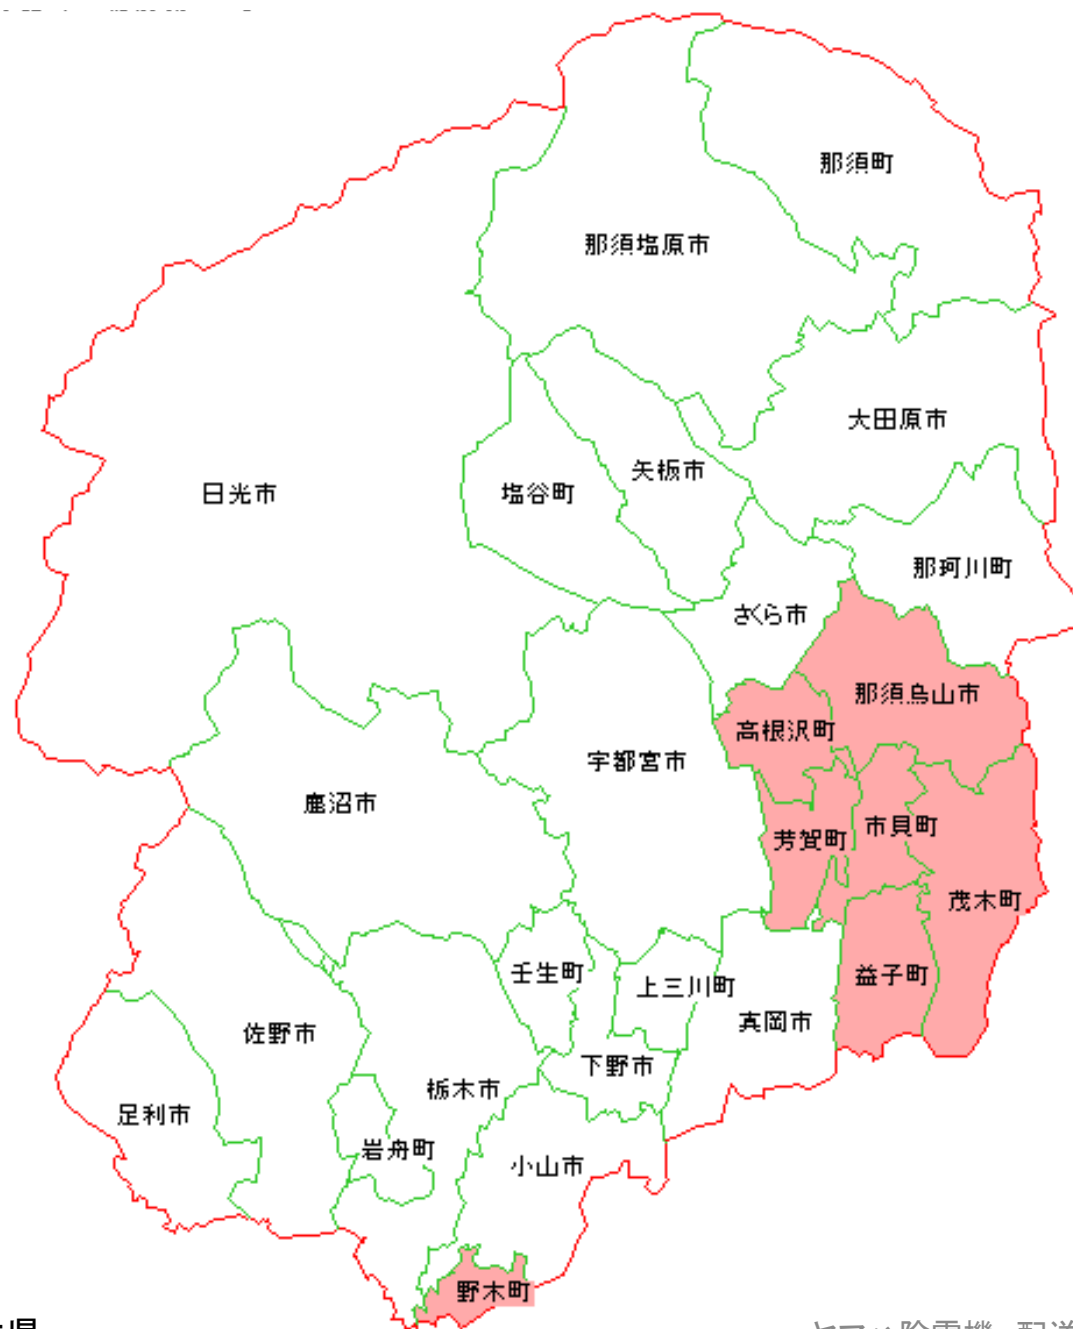 那須町
那須塩原市
大田原市
矢板市
日光市
塩谷町
那珂川町
さくら市
那須烏山市
高根沢町
宇都宮市
鹿沼市
市貝町
芳賀町
茂木町
壬生町
益子町
上三川町
真岡市
佐野市
下野市
栃木市
足利市
岩舟町
小山市
野木町